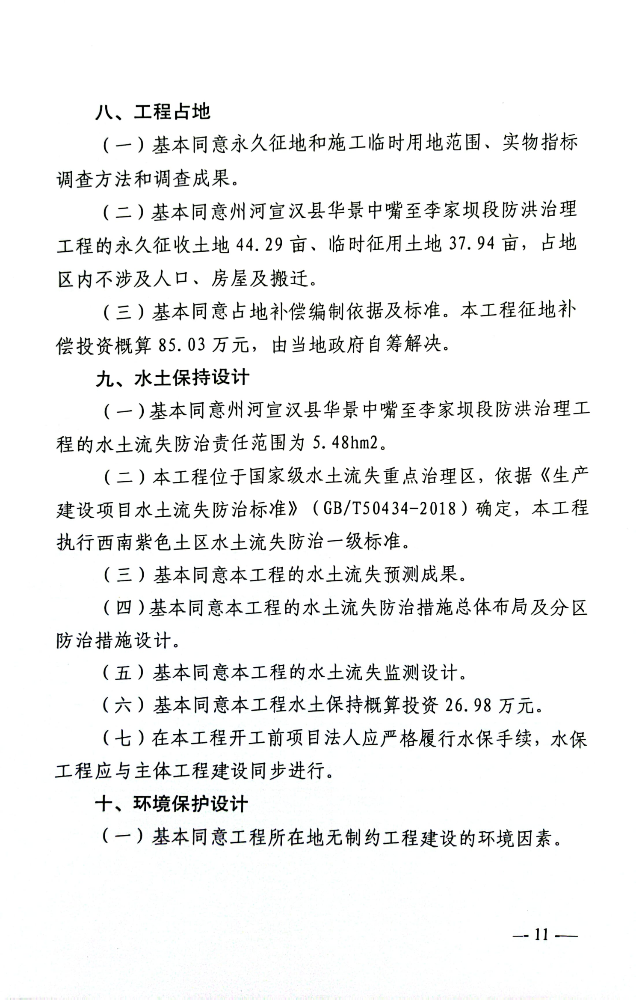 八、工程占地
（一）基本同意永久征地和施工临时用地范围、实物指标
调查方法和调查成果。
（二）基本同意州河宣汉县华景中嘴至李家坝段防洪治理
工程的永久征收土地 44.29 亩、临时征用土地 37.94 亩，占地
区内不涉及人口、房屋及搬迁。
（三）基本同意占地补偿编制依据及标准。本工程征地补
偿投资概算 85.03 万元，由当地政府自筹解决。
九、水土保持设计
（一）基本同意州河宣汉县华景中嘴至李家坝段防洪治理工
程的水土流失防治责任范围为 5.48hm2。
（二）本工程位于国家级水土流失重点治理区，依据《生产
建设项目水土流失防治标准》（GB/T50434-2018）确定，本工程
执行西南紫色土区水土流失防治一级标准。
（三）基本同意本工程的水土流失预测成果。
（四）基本同意本工程的水土流失防治措施总体布局及分区
防治措施设计。
（五）基本同意本工程的水土流失监测设计。
（六）基本同意本工程水土保持概算投资 26.98 万元。
（七）在本工程开工前项目法人应严格履行水保手续，水保
工程应与主体工程建设同步进行。
十、环境保护设计
（一）基本同意工程所在地无制约工程建设的环境因素。
— 11 —